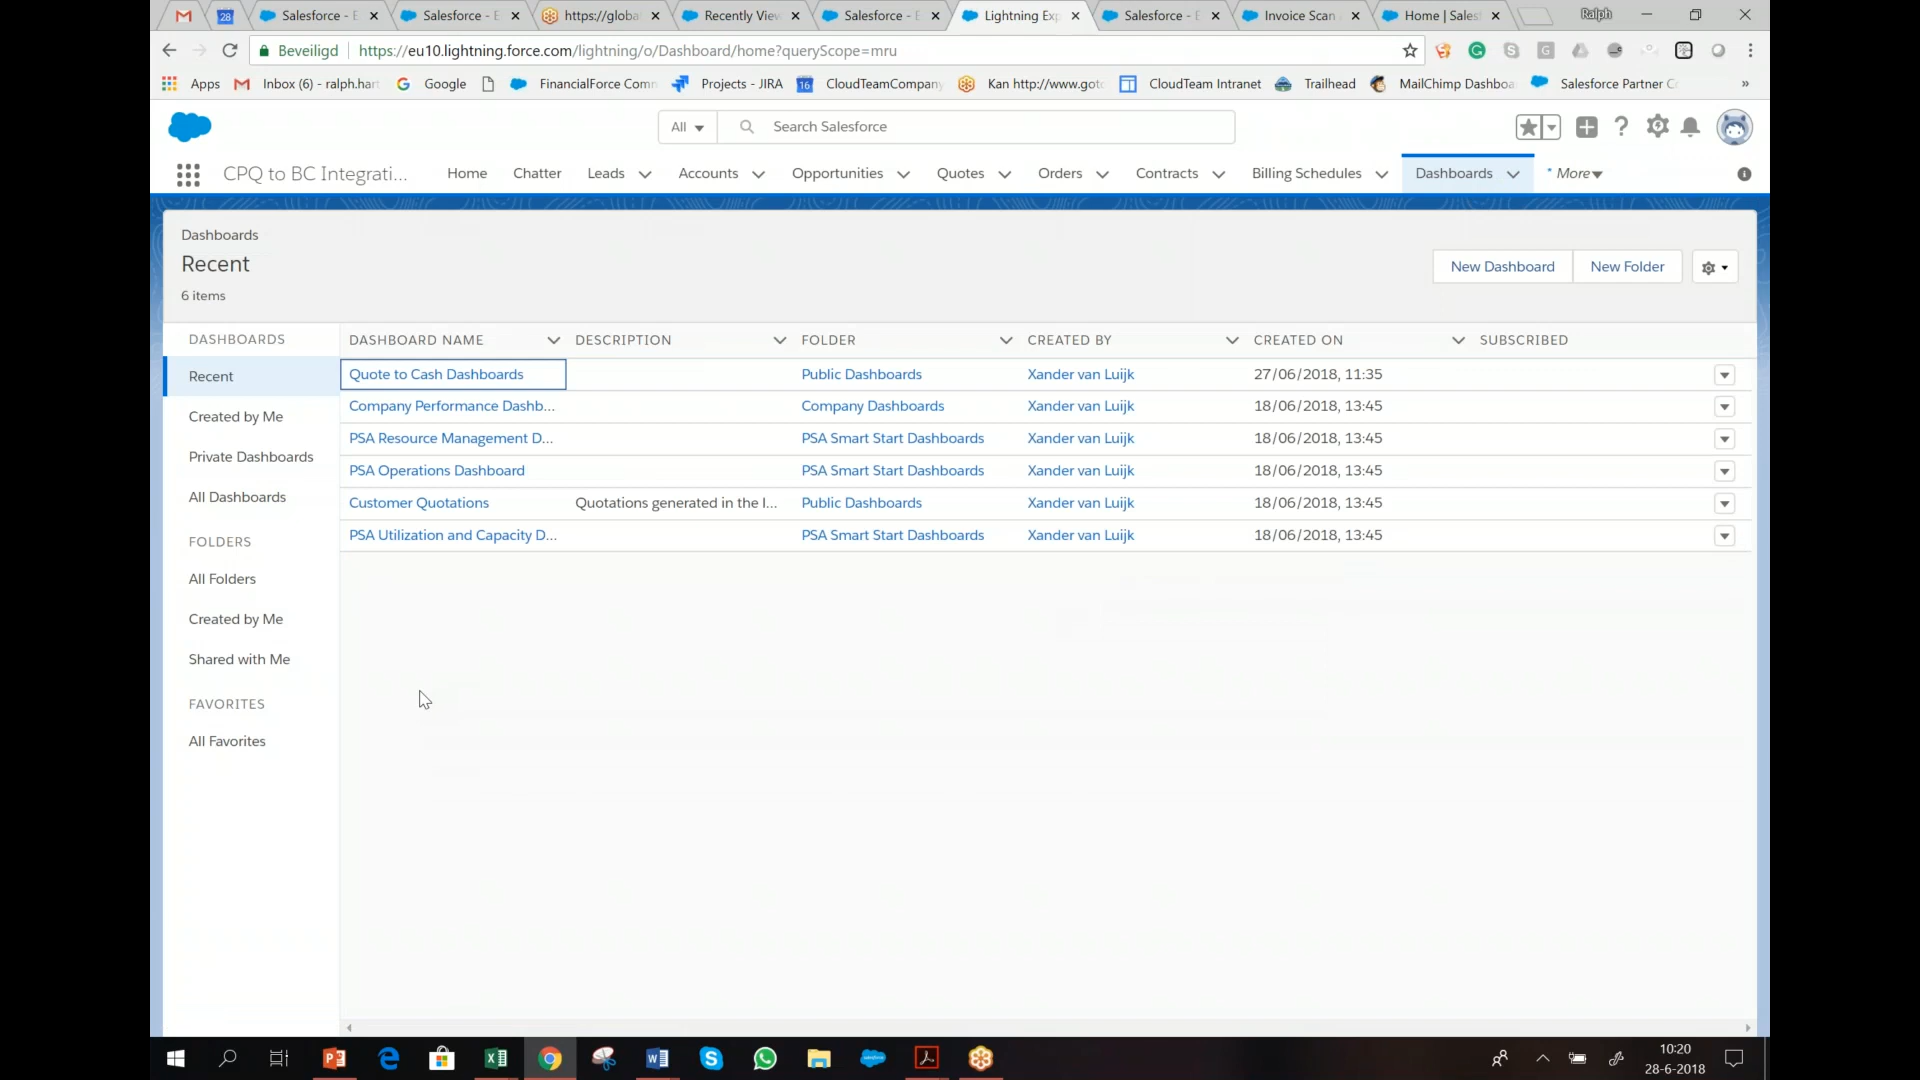 28
Salesforce - E
Salesforce - E
https://globa
Recently View
Salesforce - E
Lightning Exp
Salesforce - E
Invoice Scan
Home | Sales
Ralph
Beveiligd
https://eu10.lightning.force.com/lightning/o/Dashboard/home?queryScope=mru
Apps
Inbox (6) - ralph.hart
Google
FinancialForce Comm
Projects - JIRA
16
CloudTeamCompany
Kan http://www.goto
CloudTeam Intranet
Trailhead
MailChimp Dashboa
Salesforce Partner C
»
All
Search Salesforce
CPQ to BC Integrati...
Home
Chatter
Leads
Accounts
Opportunities
Quotes
Orders
Contracts
Billing Schedules
Dashboards
* More
Dashboards
Recent
6 items
New Dashboard
New Folder
DASHBOARDS
Recent
Created by Me
Private Dashboards
All Dashboards
FOLDERS
All Folders
Created by Me
Shared with Me
FAVORITES
All Favorites
DASHBOARD NAME DESCRIPTION FOLDER CREATED BY CREATED ON SUBSCRIBED
Quote to Cash Dashboards Public Dashboards Xander van Luijk 27/06/2018, 11:35
Company Performance Dashb... Company Dashboards Xander van Luijk 18/06/2018, 13:45
PSA Resource Management D... PSA Smart Start Dashboards Xander van Luijk 18/06/2018, 13:45
PSA Operations Dashboard PSA Smart Start Dashboards Xander van Luijk 18/06/2018, 13:45
Customer Quotations Quotations generated in the l... Public Dashboards Xander van Luijk 18/06/2018, 13:45
PSA Utilization and Capacity D... PSA Smart Start Dashboards Xander van Luijk 18/06/2018, 13:45
10:20
28-6-2018